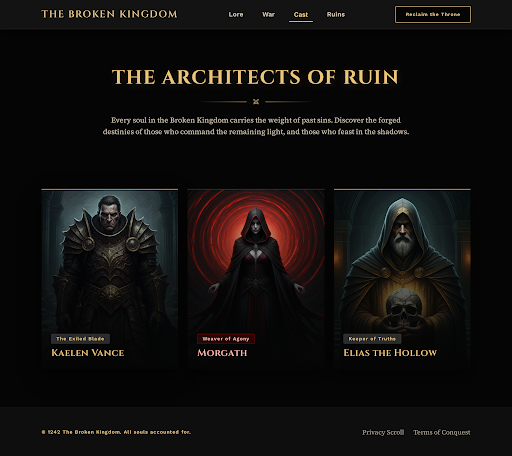 THE BROKEN KINGDOM
Lore War Cast Ruins
Reclaim the Throne
THE ARCHITECTS OF RUIN
Every soul in the Broken Kingdom carries the weight of past sins. Discover the forged
destinies of those who command the remaining light, and those who feast in the shadows.
The Exiled Blade
KAELEN VANCE
Weaver of Agony
MORGATH
Keeper of Truths
ELIAS THE HOLLOW
© 1242 The Broken Kingdom. All souls accounted for.
Privacy Scroll Terms of Conquest